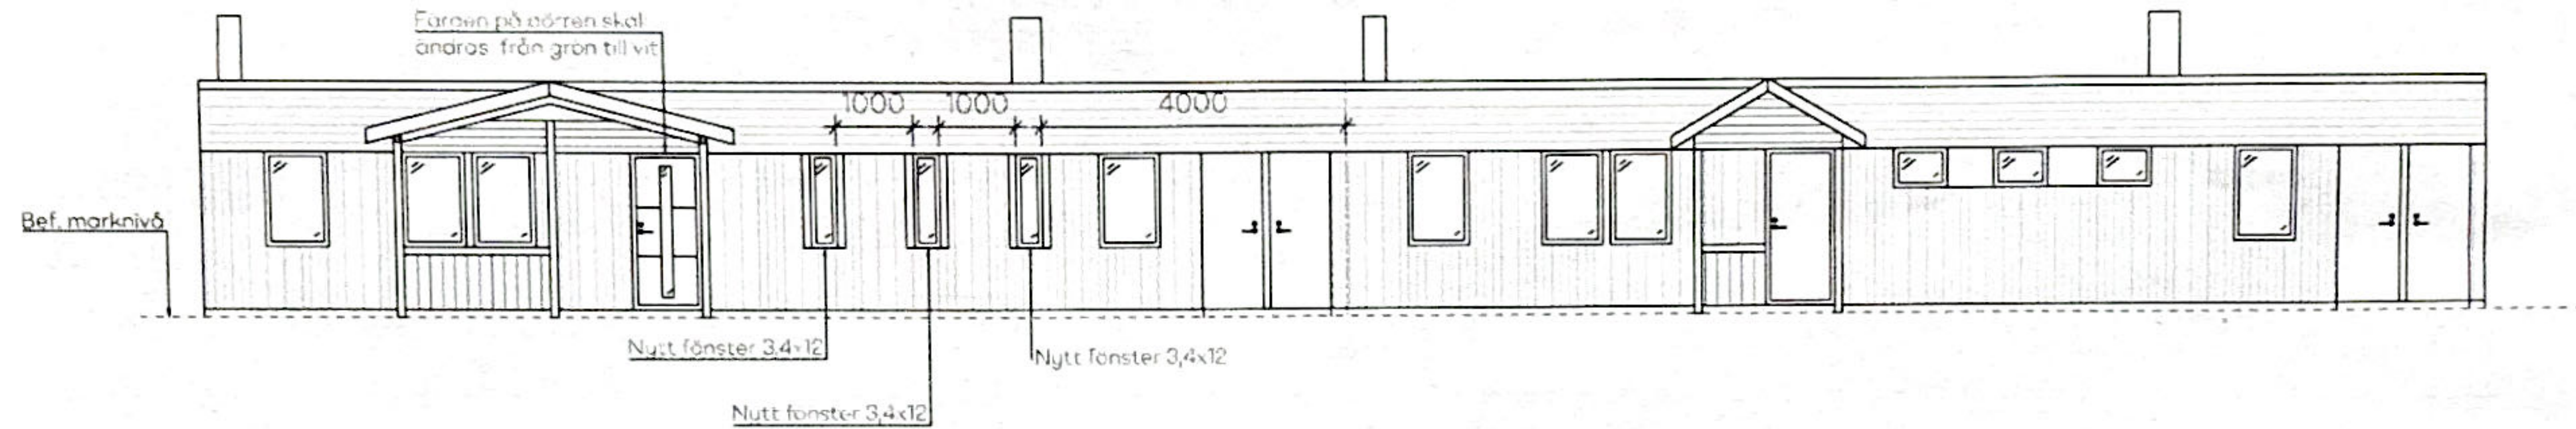 Färgen på dörren skal
ändras från grön till vit
1000 1000 4000
Bef. marknivå
Nytt fönster 3,4x12
Nytt fönster 3,4x12
Nytt fönster 3,4x12